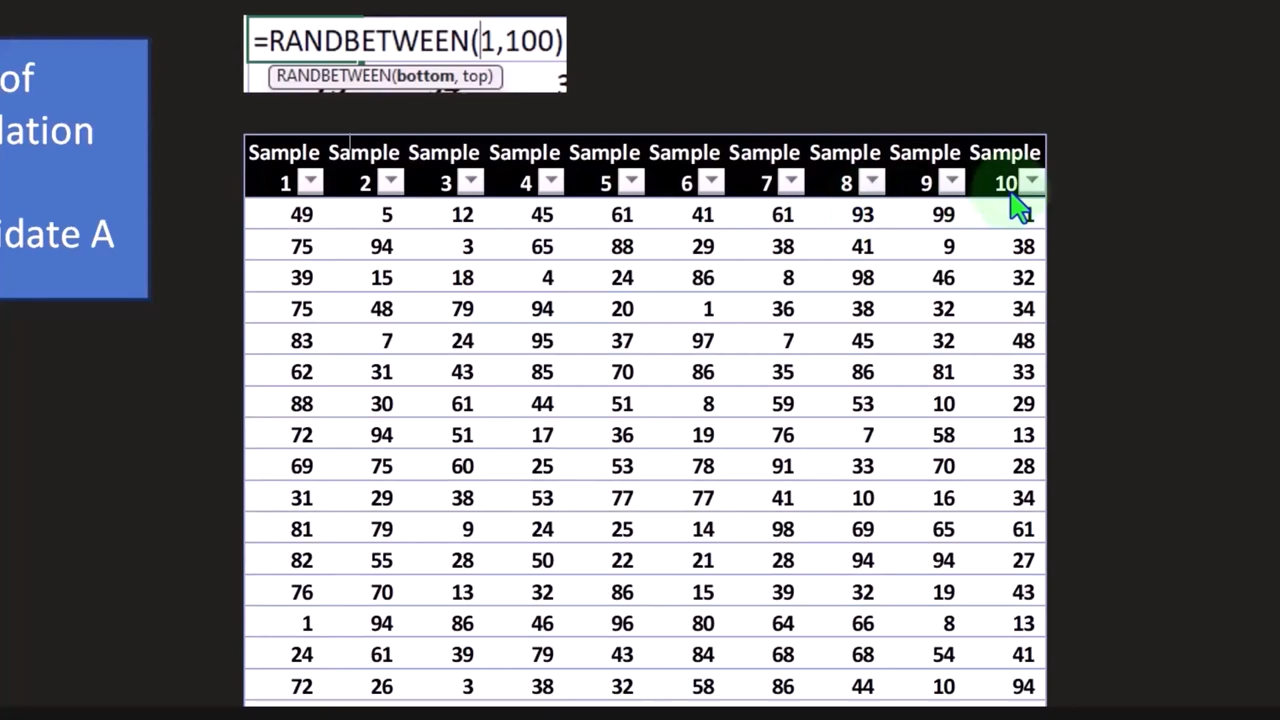 of
lation
idate A
=RANDBETWEEN(1,100)
RANDBETWEEN(bottom, top)
Sample Sample Sample Sample Sample Sample Sample Sample Sample Sample
1 2 3 4 5 6 7 8 9 10
49 5 12 45 61 41 61 93 99 1
75 94 3 65 88 29 38 41 9 38
39 15 18 4 24 86 8 98 46 32
75 48 79 94 20 1 36 38 32 34
83 7 24 95 37 97 7 45 32 48
62 31 43 85 70 86 35 86 81 33
88 30 61 44 51 8 59 53 10 29
72 94 51 17 36 19 76 7 58 13
69 75 60 25 53 78 91 33 70 28
31 29 38 53 77 77 41 10 16 34
81 79 9 24 25 14 98 69 65 61
82 55 28 50 22 21 28 94 94 27
76 70 13 32 86 15 39 32 19 43
1 94 86 46 96 80 64 66 8 13
24 61 39 79 43 84 68 68 54 41
72 26 3 38 32 58 86 44 10 94